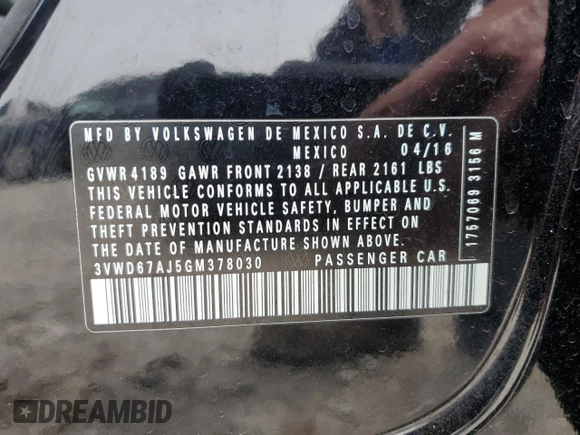 MFD BY VOLKSWAGEN DE MEXICO S.A. DE C.V.
MEXICO 04/16
GVWR 4189 GAWR FRONT 2138 / REAR 2161 LBS
THIS VEHICLE CONFORMS TO ALL APPLICABLE U.S.
FEDERAL MOTOR VEHICLE SAFETY, BUMPER AND
THEFT PREVENTION STANDARDS IN EFFECT ON
THE DATE OF MANUFACTURE SHOWN ABOVE.
3VWD67AJ5GM378030 PASSENGER CAR
1757069 3156 M
DREAMBID